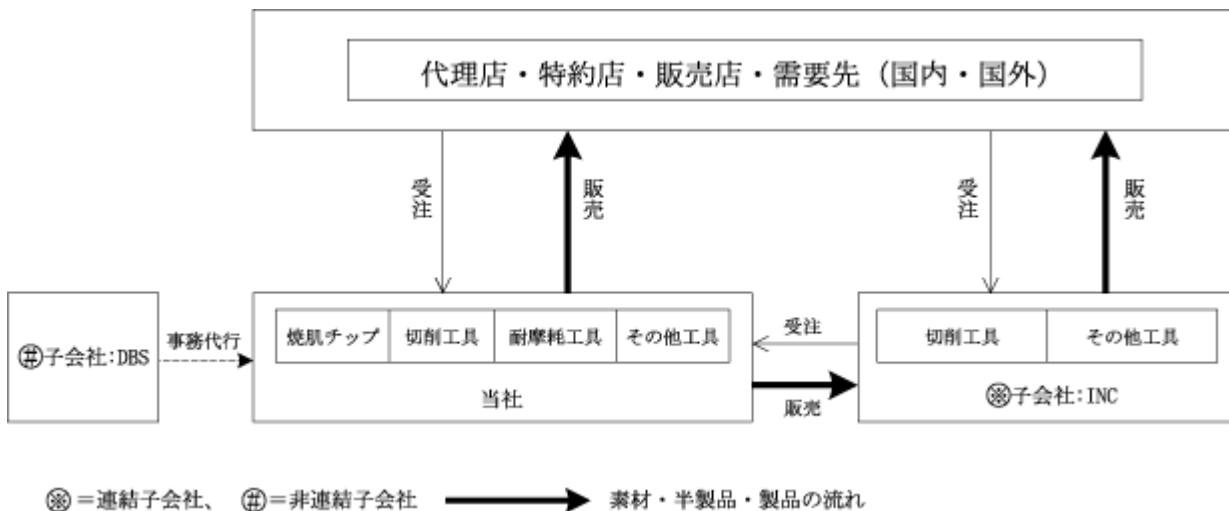 代理店・特約店・販売店・需要先（国内・国外）
受注
販売
受注
販売
㊉子会社:DBS
事務代行
焼肌チップ
切削工具
耐摩耗工具
その他工具
当社
受注
販売
切削工具
その他工具
※子会社:INC
※＝連結子会社、 #＝非連結子会社
素材・半製品・製品の流れ